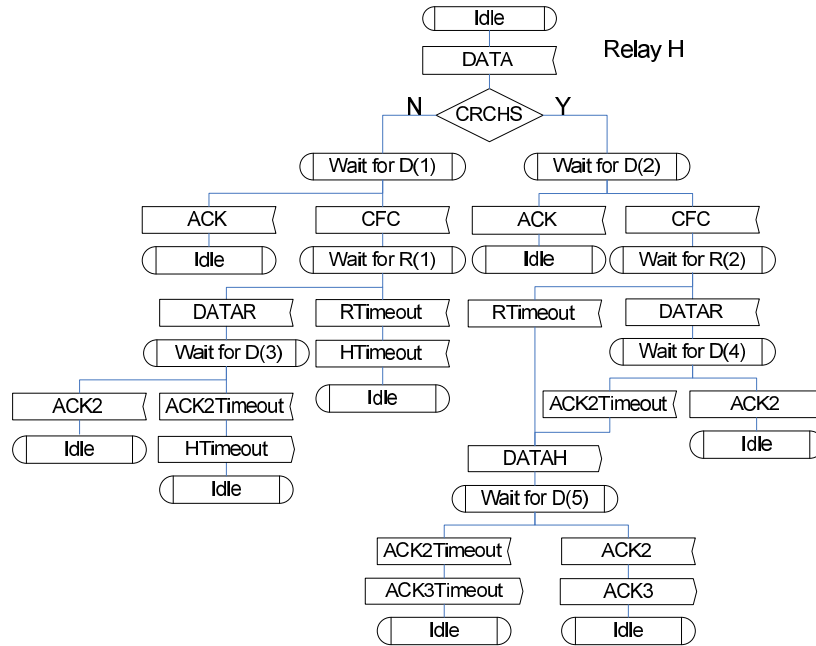 Idle
DATA
Relay H
CRCHS
N
Y
Wait for D(1)
Wait for D(2)
ACK
CFC
ACK
CFC
Idle
Wait for R(1)
Idle
Wait for R(2)
DATAR
RTimeout
RTimeout
DATAR
Wait for D(3)
HTimeout
Wait for D(4)
ACK2
ACK2Timeout
Idle
ACK2Timeout
ACK2
Idle
HTimeout
Idle
Idle
DATAH
Wait for D(5)
ACK2Timeout
ACK2
ACK3Timeout
ACK3
Idle
Idle